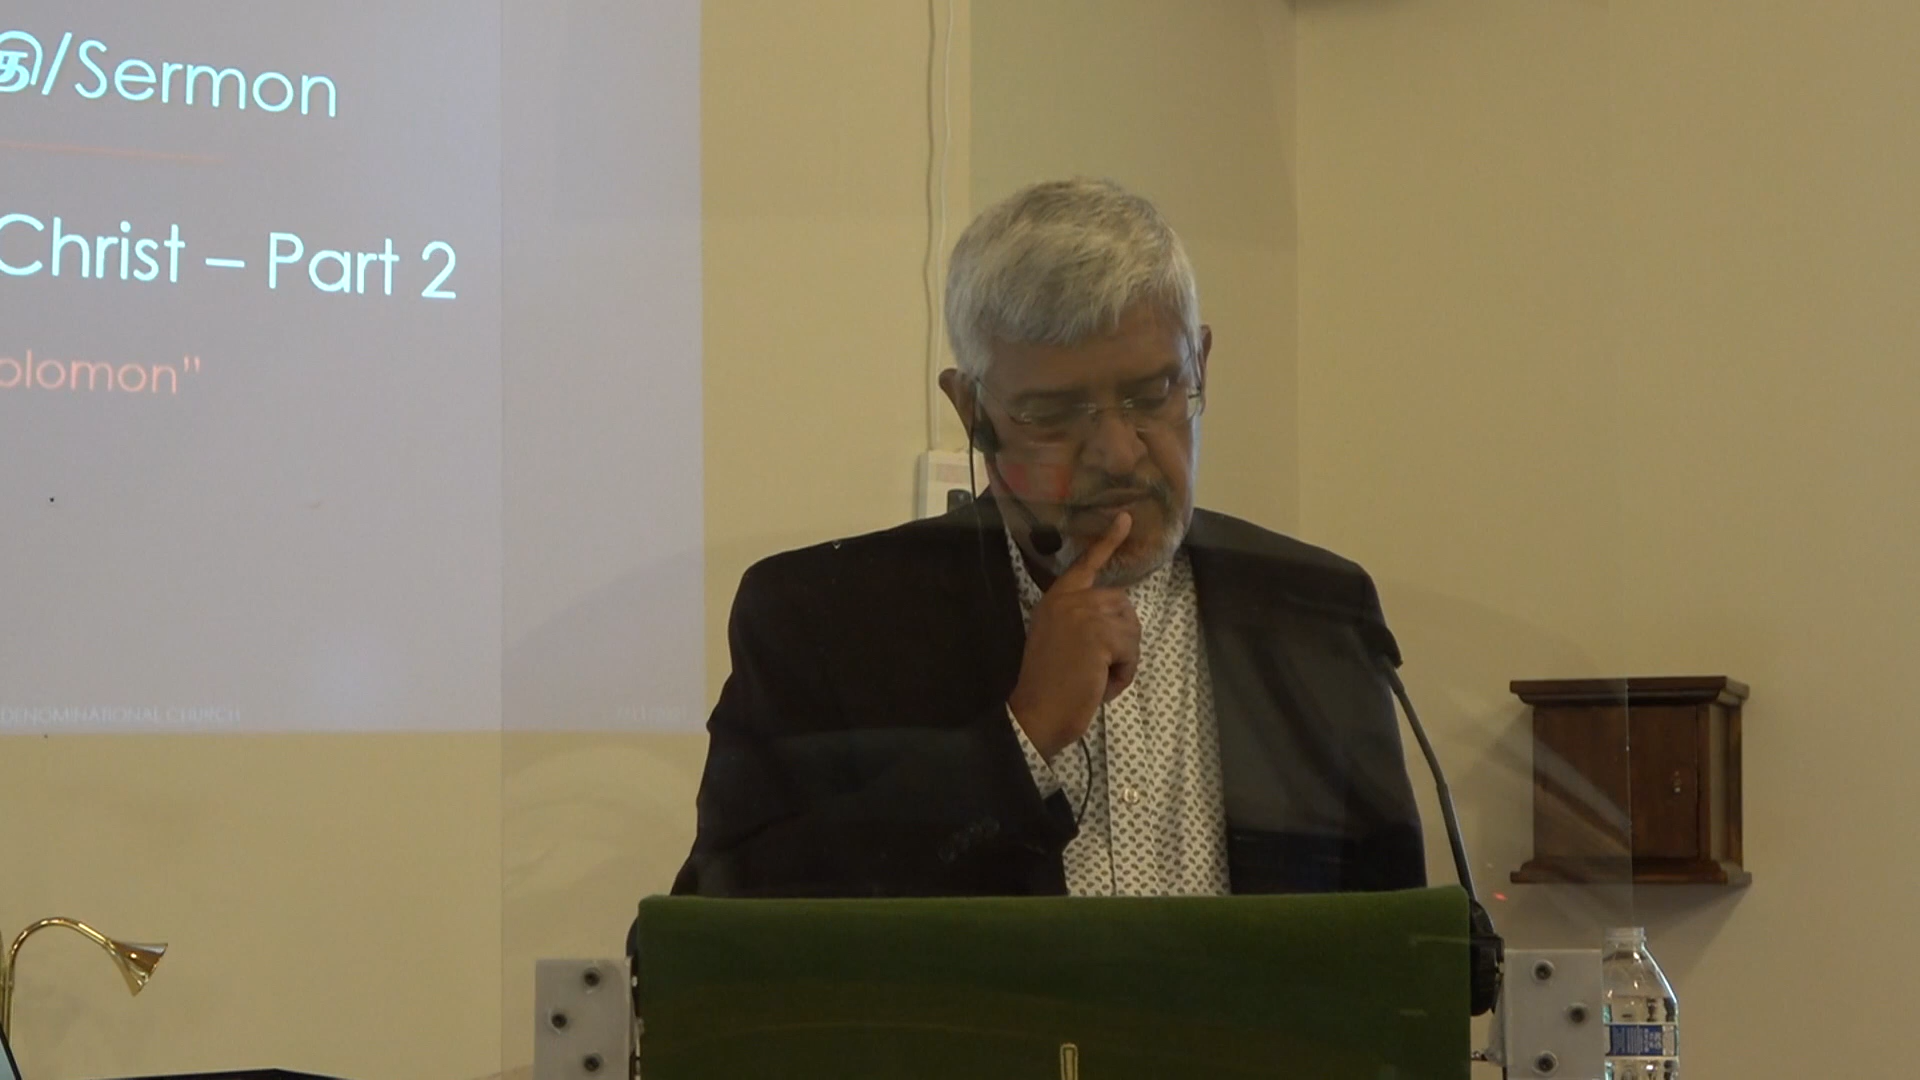 தி/Sermon
Christ – Part 2
olomon"
DENOMINATIONAL CHURCH